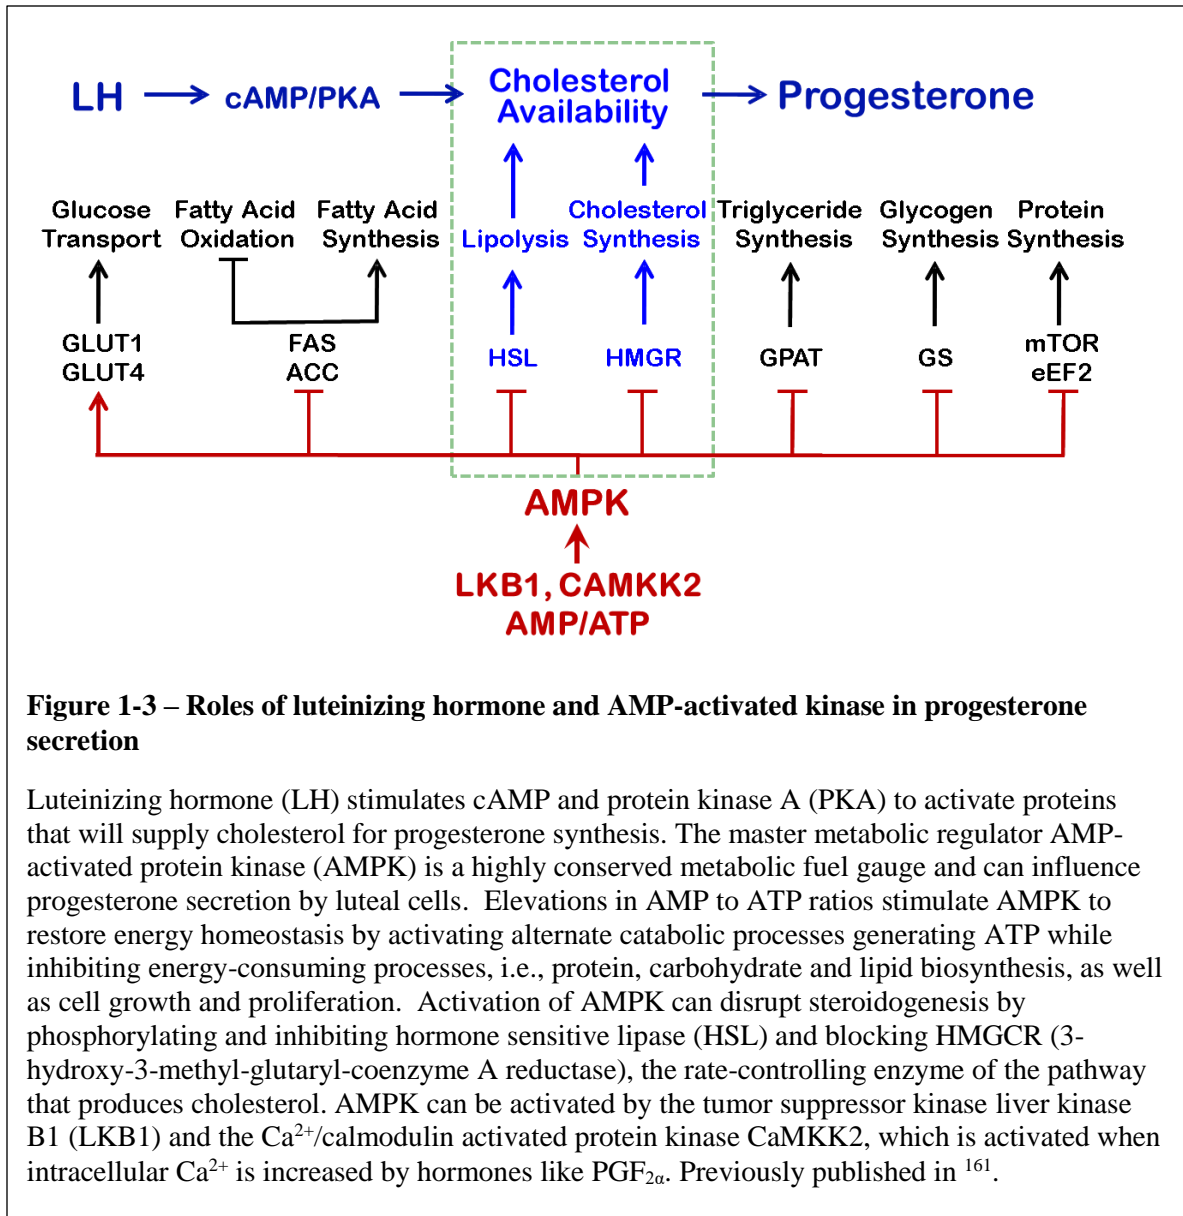 LH cAMP/PKA Cholesterol Availability Progesterone
Glucose Transport Fatty Acid Oxidation Fatty Acid Synthesis Lipolysis Cholesterol Synthesis Triglyceride Synthesis Glycogen Synthesis Protein Synthesis
GLUT1 GLUT4 FAS ACC HSL HMGR GPAT GS mTOR eEF2
AMPK
LKB1, CAMKK2
AMP/ATP
Figure 1-3 – Roles of luteinizing hormone and AMP-activated kinase in progesterone
secretion
Luteinizing hormone (LH) stimulates cAMP and protein kinase A (PKA) to activate proteins
that will supply cholesterol for progesterone synthesis. The master metabolic regulator AMP-
activated protein kinase (AMPK) is a highly conserved metabolic fuel gauge and can influence
progesterone secretion by luteal cells.  Elevations in AMP to ATP ratios stimulate AMPK to
restore energy homeostasis by activating alternate catabolic processes generating ATP while
inhibiting energy-consuming processes, i.e., protein, carbohydrate and lipid biosynthesis, as well
as cell growth and proliferation.  Activation of AMPK can disrupt steroidogenesis by
phosphorylating and inhibiting hormone sensitive lipase (HSL) and blocking HMGCR (3-
hydroxy-3-methyl-glutaryl-coenzyme A reductase), the rate-controlling enzyme of the pathway
that produces cholesterol. AMPK can be activated by the tumor suppressor kinase liver kinase
B1 (LKB1) and the Ca²⁺/calmodulin activated protein kinase CaMKK2, which is activated when
intracellular Ca²⁺ is increased by hormones like PGF₂α. Previously published in ¹⁶¹.